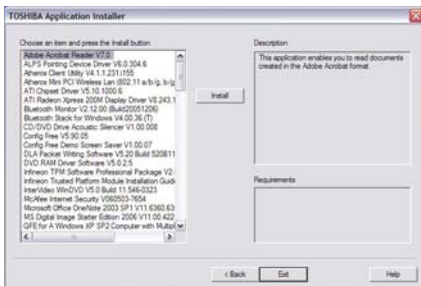 TOSHIBA Application Installer
Choose an item and press the Install button
Adobe Acrobat Reader V7.0
ALPS Pointing Device Driver V6.0.304.6
Atheros Client Utility V4.1.1.231/155
Atheros Mini PCI Wireless Lan (802.11 a/b/g, b/g
ATI Chipset Driver V5.10.1000.6
ATI Radeon Xpress 200M Display Driver V8.243.1
Bluetooth Monitor V2.12.00 (Build20051206)
Bluetooth Stack for Windows V4.00.36 (T)
CD/DVD Drive Acoustic Silencer V1.00.008
Config Free V5.90.05
Config Free Demo Screen Saver V1.00.07
DLA Packet Writing Software V5.20 Build 520B11
DVD RAM Driver Software V5.0.2.5
Infineon TPM Software Professional Package V2.
Infineon Trusted Platform Module Installation Guid
InterVideo WinDVD V5.0 Build 11.546-0323
McAfee Internet Security V060503-7654
Microsoft Office OneNote 2003 SP1 V11.6360.63
MS Digital Image Starter Edition 2006 V11.00.422
QFE for A Windows XP SP2 Computer with Multipl
Install
Description
This application enables you to read documents
created in the Adobe Acrobat format.
Requirements
< Back
Exit
Help